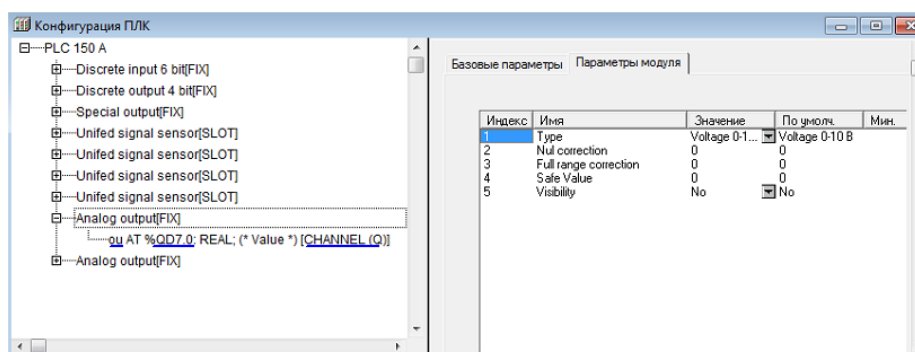 Конфигурация ПЛК
PLC 150 A
Discrete input 6 bit[FIX]
Discrete output 4 bit[FIX]
Special output[FIX]
Unifed signal sensor[SLOT]
Unifed signal sensor[SLOT]
Unifed signal sensor[SLOT]
Unifed signal sensor[SLOT]
Analog output[FIX]
ou AT %QD7.0: REAL; (* Value *) [CHANNEL (Q)]
Analog output[FIX]
Базовые параметры Параметры модуля
Индекс Имя Значение По умолч. Мин.
1 Type Voltage 0-1... Voltage 0-10 В
2 Nul correction 0 0
3 Full range correction 0 0
4 Safe Value 0 0
5 Visibility No No